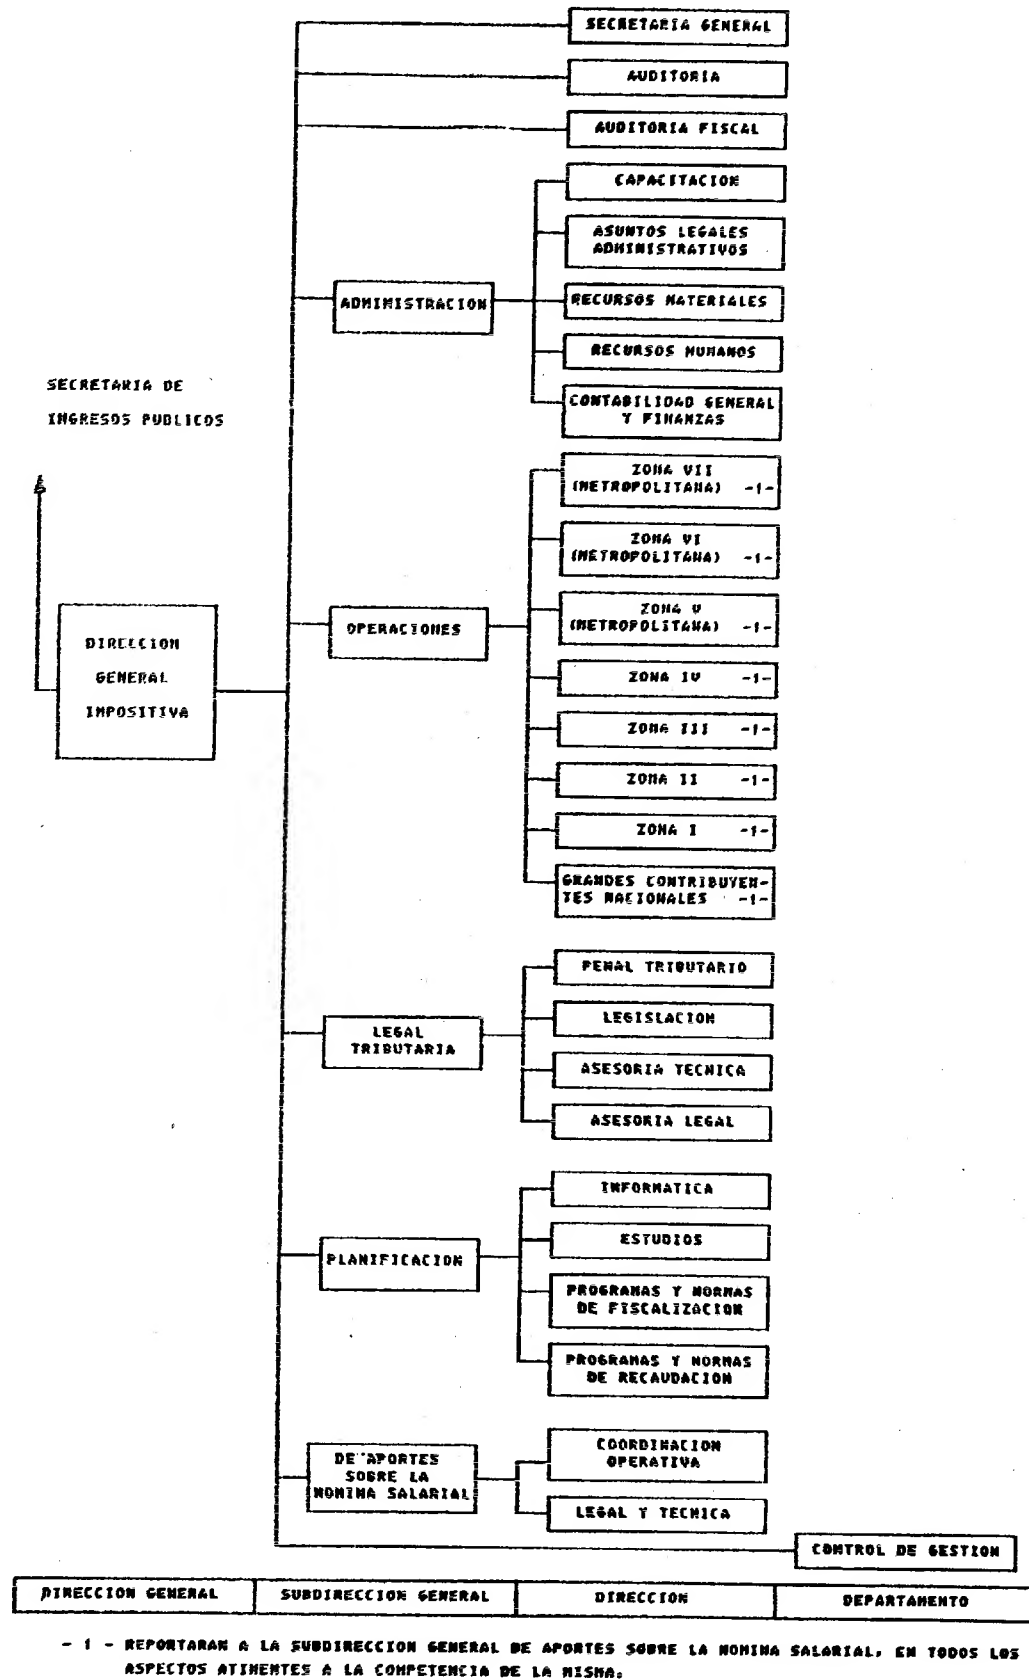 SECRETARIA GENERAL
AUDITORIA
AUDITORIA FISCAL
CAPACITACION
ASUNTOS LEGALES
ADMINISTRATIVOS
ADMINISTRACION
RECURSOS MATERIALES
RECURSOS HUMANOS
CONTABILIDAD GENERAL
Y FINANZAS
SECRETARIA DE
INGRESOS PUBLICOS
ZONA VII
(METROPOLITANA) -1-
ZONA VI
(METROPOLITANA) -1-
ZONA V
(METROPOLITANA) -1-
OPERACIONES
DIRECCION
GENERAL
IMPOSITIVA
ZONA IV -1-
ZONA III -1-
ZONA II -1-
ZONA I -1-
GRANDES CONTRIBUYEN-
TES NACIONALES -1-
PENAL TRIBUTARIO
LEGISLACION
LEGAL
TRIBUTARIA
ASESORIA TECNICA
ASESORIA LEGAL
INFORMATICA
ESTUDIOS
PLANIFICACION
PROGRAMAS Y NORMAS
DE FISCALIZACION
PROGRAMAS Y NORMAS
DE RECAUDACION
DE APORTES
SOBRE LA
NOMINA SALARIAL
COORDINACION
OPERATIVA
LEGAL Y TECNICA
CONTROL DE GESTION
DIRECCION GENERAL SUBDIRECCION GENERAL DIRECCION DEPARTAMENTO
- 1 - REPORTARAN A LA SUBDIRECCION GENERAL DE APORTES SOBRE LA NOMINA SALARIAL, EN TODOS LOS
ASPECTOS ATINENTES A LA COMPETENCIA DE LA MISMA.